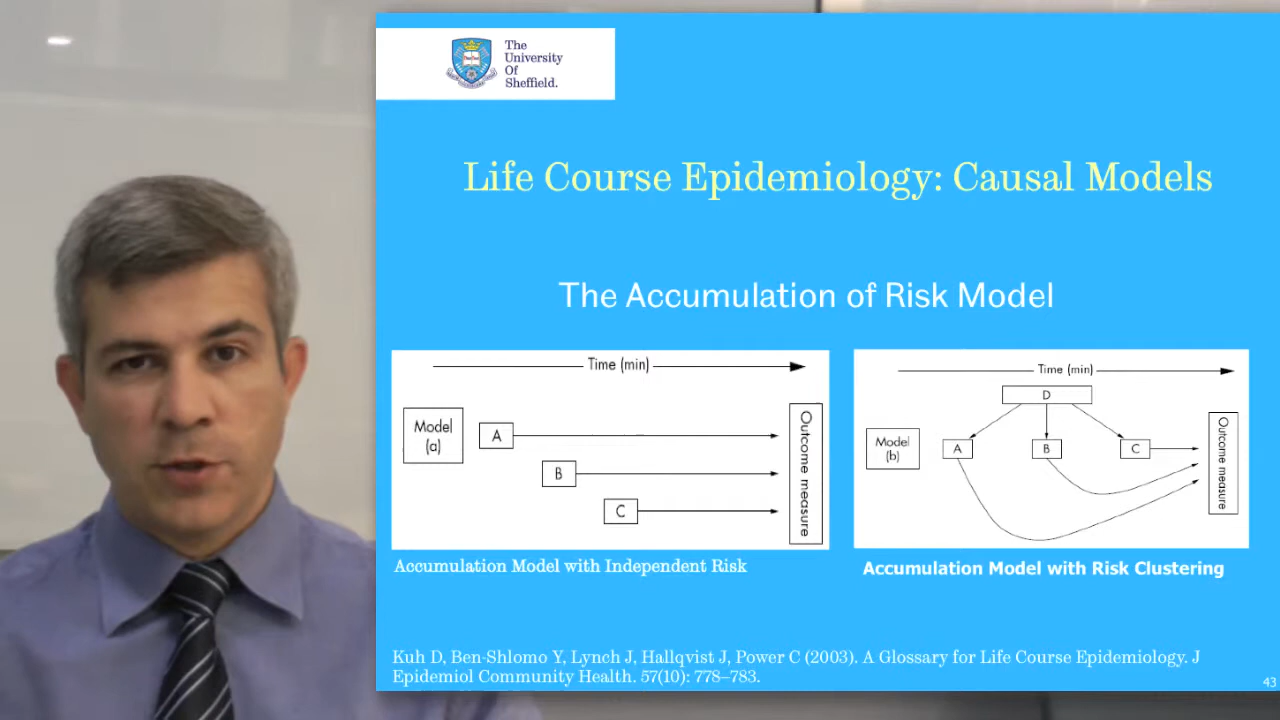 The
University
Of
Sheffield.
Life Course Epidemiology: Causal Models
The Accumulation of Risk Model
Time (min)
Model
(a)
A
B
C
Outcome measure
Accumulation Model with Independent Risk
Time (min)
D
Model
(b)
A
B
C
Outcome measure
Accumulation Model with Risk Clustering
Kuh D, Ben-Shlomo Y, Lynch J, Hallqvist J, Power C (2003). A Glossary for Life Course Epidemiology. J
Epidemiol Community Health. 57(10): 778–783.
43